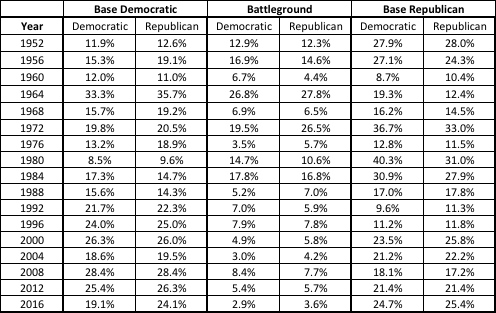 Base Democratic Battleground Base Republican
Year Democratic Republican Democratic Republican Democratic Republican
1952 11.9% 12.6% 12.9% 12.3% 27.9% 28.0%
1956 15.3% 19.1% 16.9% 14.6% 27.1% 24.3%
1960 12.0% 11.0% 6.7% 4.4% 8.7% 10.4%
1964 33.3% 35.7% 26.8% 27.8% 19.3% 12.4%
1968 15.7% 19.2% 6.9% 6.5% 16.2% 14.5%
1972 19.8% 20.5% 19.5% 26.5% 36.7% 33.0%
1976 13.2% 18.9% 3.5% 5.7% 12.8% 11.5%
1980 8.5% 9.6% 14.7% 10.6% 40.3% 31.0%
1984 17.3% 14.7% 17.8% 16.8% 30.9% 27.9%
1988 15.6% 14.3% 5.2% 7.0% 17.0% 17.8%
1992 21.7% 22.3% 7.0% 5.9% 9.6% 11.3%
1996 24.0% 25.0% 7.9% 7.8% 11.2% 11.8%
2000 26.3% 26.0% 4.9% 5.8% 23.5% 25.8%
2004 18.6% 19.5% 3.0% 4.2% 21.2% 22.2%
2008 28.4% 28.4% 8.4% 7.7% 18.1% 17.2%
2012 25.4% 26.3% 5.4% 5.7% 21.4% 21.4%
2016 19.1% 24.1% 2.9% 3.6% 24.7% 25.4%